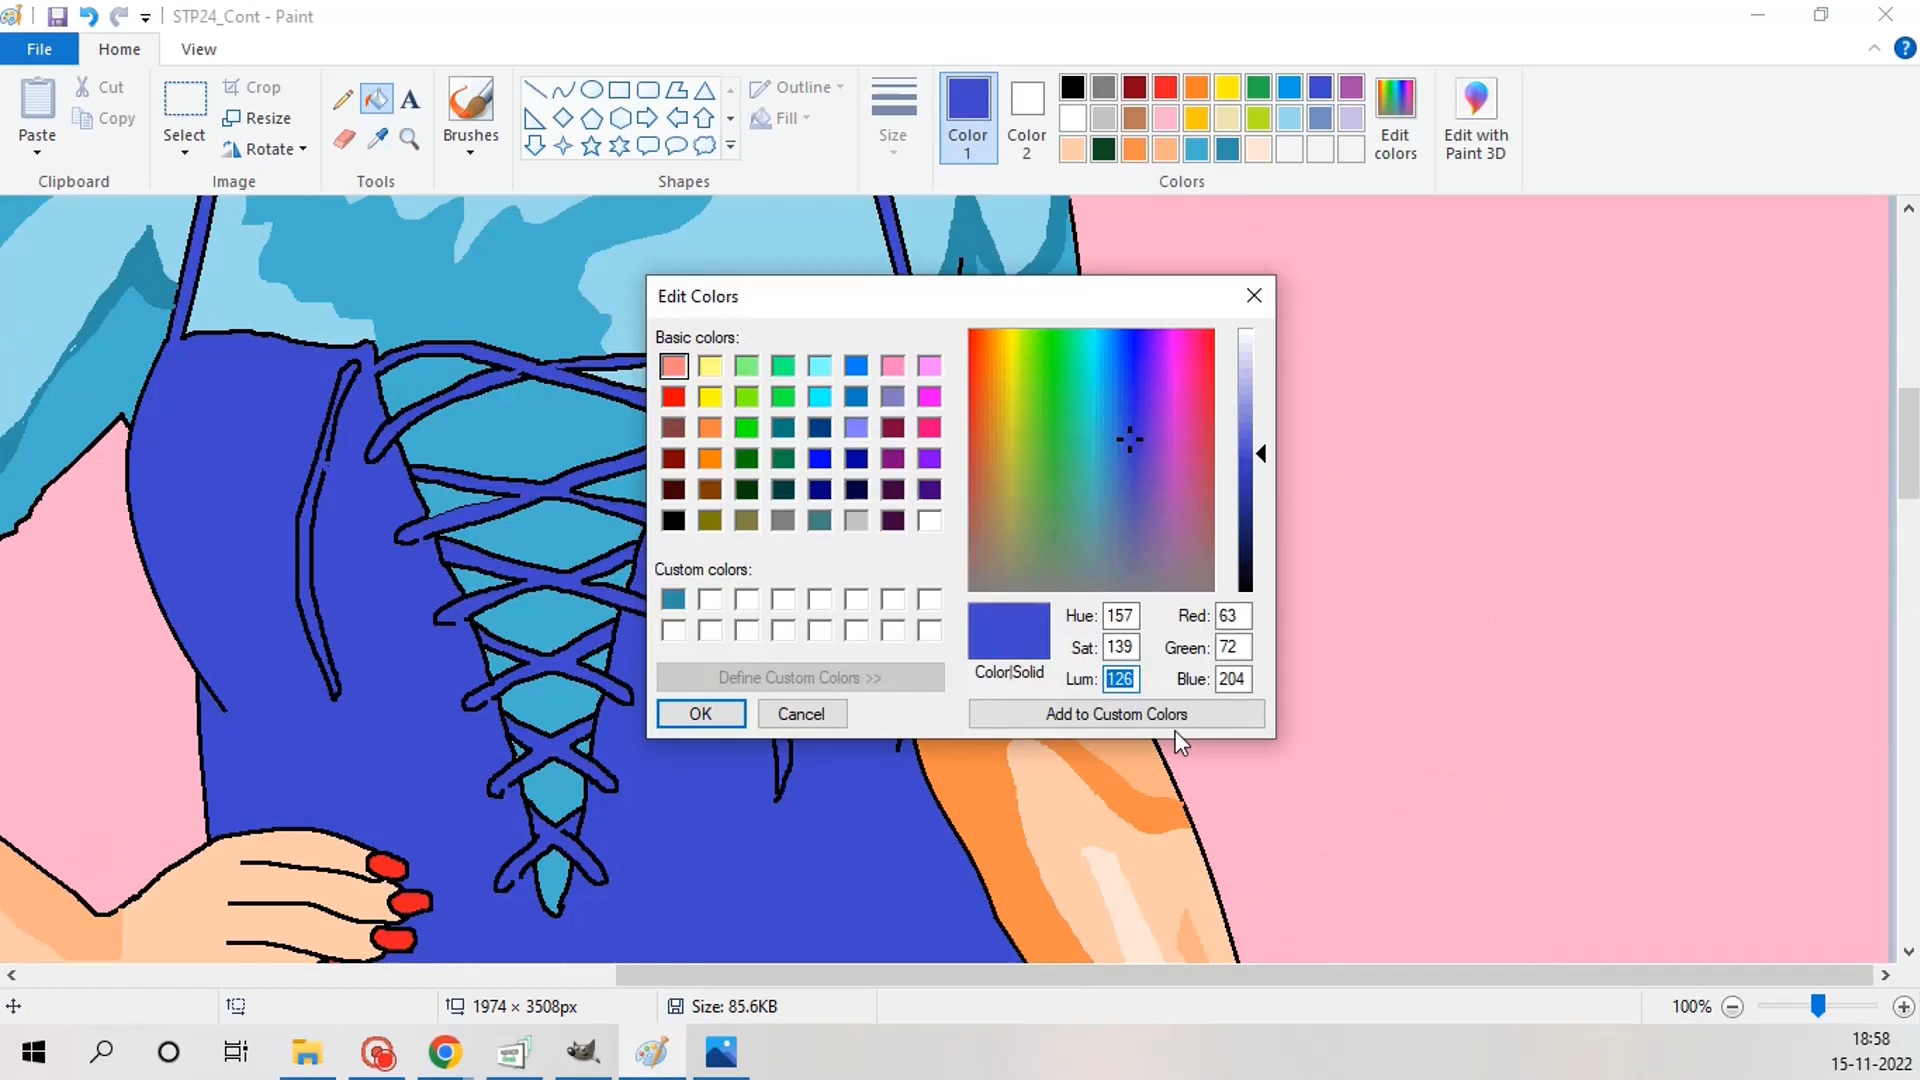 STP24_Cont - Paint
File
Home
View
Paste
Cut
Copy
Clipboard
Select
Crop
Resize
Rotate
Image
A
Tools
Brushes
Shapes
Outline
Fill
Size
Color
1
Color
2
Edit
colors
Colors
Edit with
Paint 3D
?
Edit Colors
Basic colors:
Custom colors:
Define Custom Colors >>
OK
Cancel
Color|Solid
Hue: 157
Sat: 139
Lum: 126
Red: 63
Green: 72
Blue: 204
Add to Custom Colors
1974 × 3508px
Size: 85.6KB
100%
18:58
15-11-2022